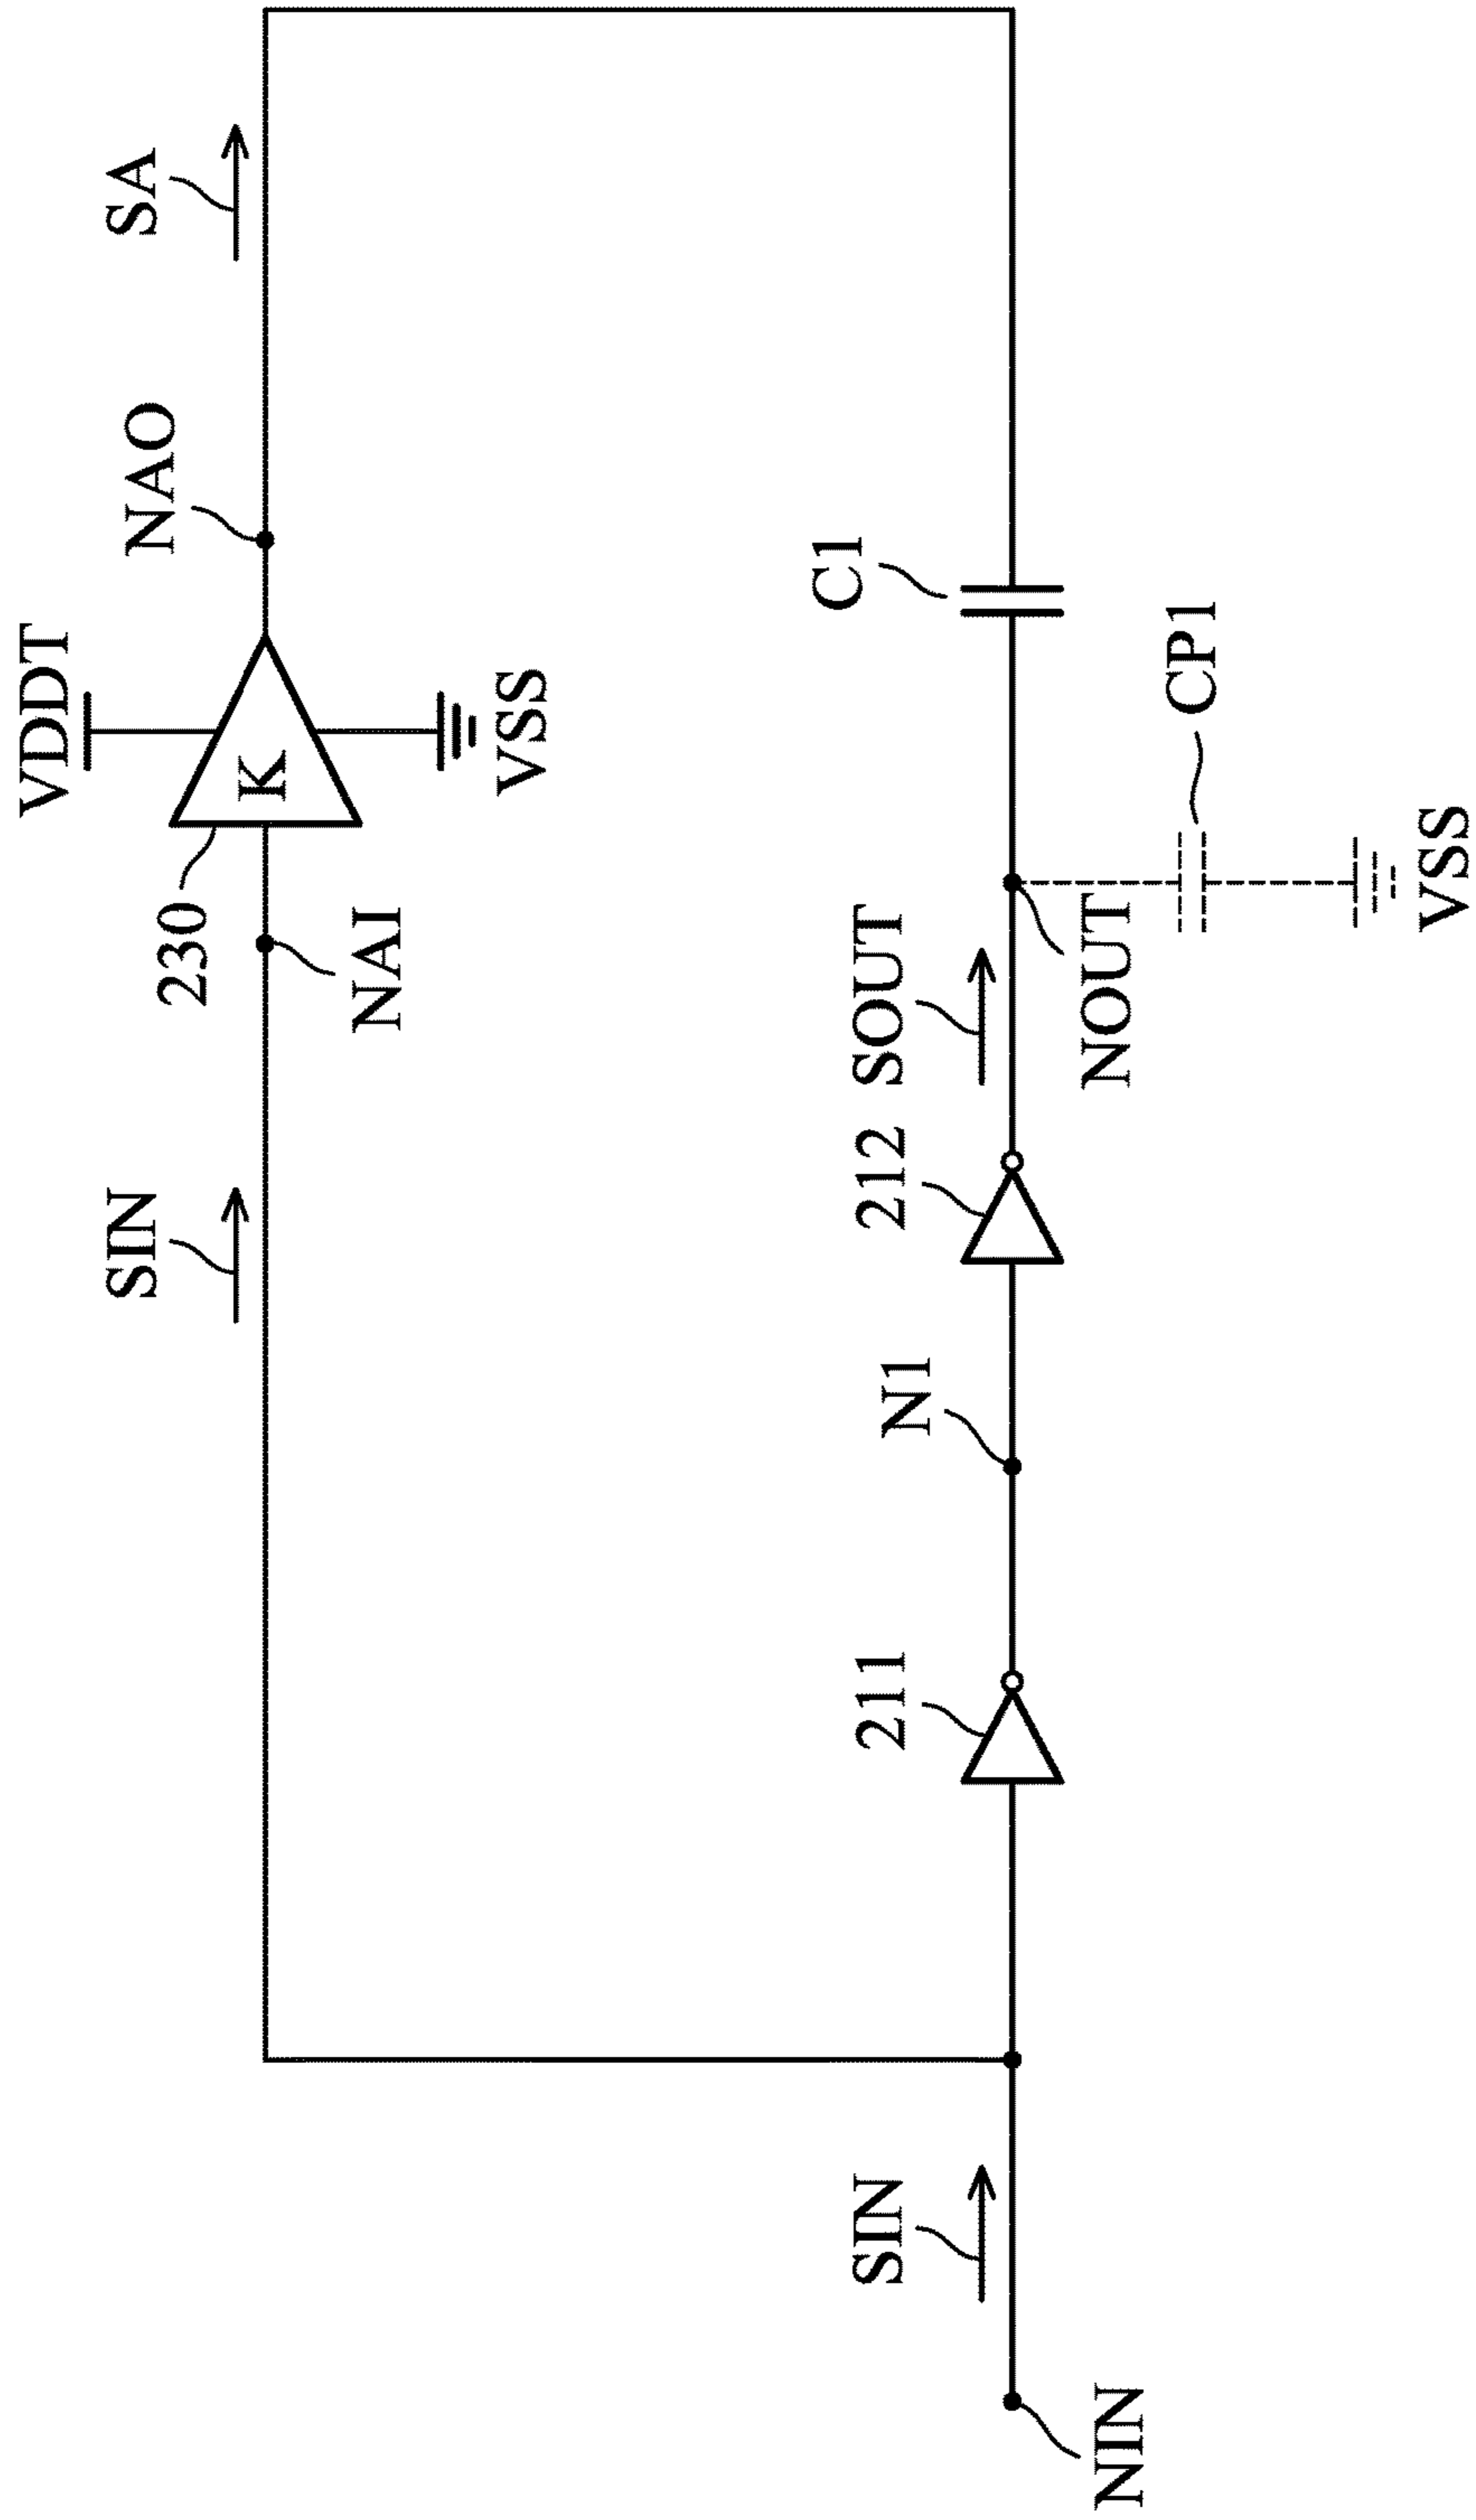 VDDT
SIN
230
K
NAO
SA
NAI
VSS
C1
SIN
211
N1
212
SOUT
NIN
NOUT
CP1
VSS